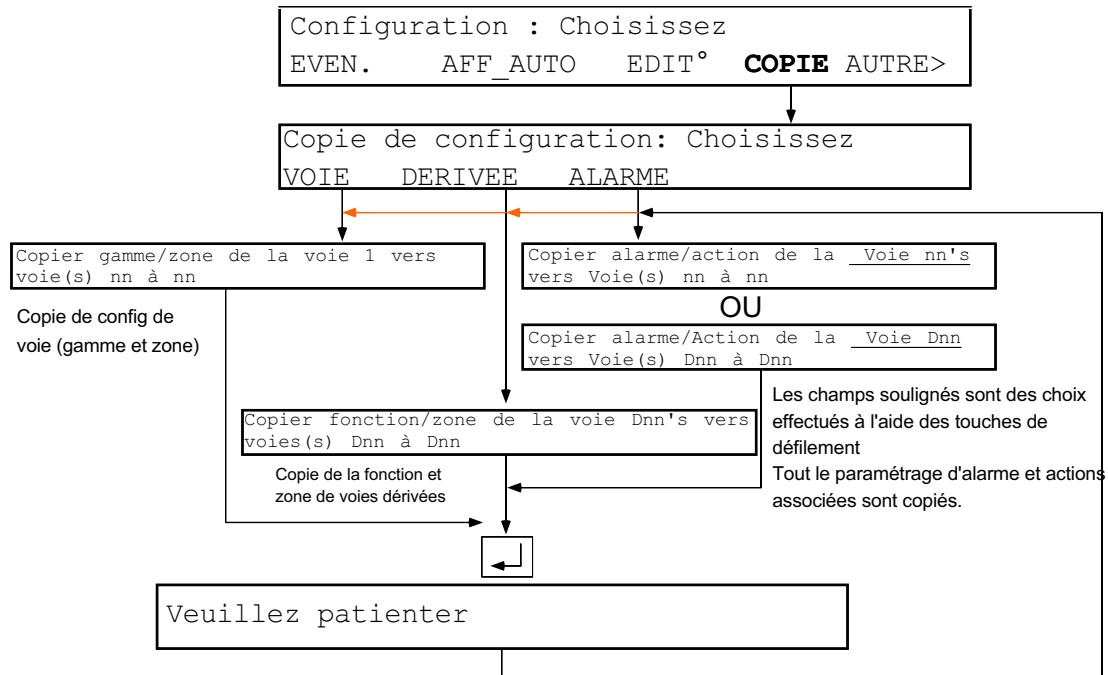 Configuration : Choisissez
EVEN. AFF_AUTO EDIT° COPIE AUTRE>
Copie de configuration: Choisissez
VOIE DERIVEE ALARME
Copier gamme/zone de la voie 1 vers
voie(s) nn à nn
Copie de config de
voie (gamme et zone)
Copier alarme/action de la Voie nn's
vers Voie(s) nn à nn
OU
Copier alarme/Action de la Voie Dnn
vers Voie(s) Dnn à Dnn
Les champs soulignés sont des choix
effectués à l'aide des touches de
défilement
Tout le paramétrage d'alarme et actions
associées sont copiés.
Copier fonction/zone de la voie Dnn's vers
voies(s) Dnn à Dnn
Copie de la fonction et
zone de voies dérivées
Veuillez patienter